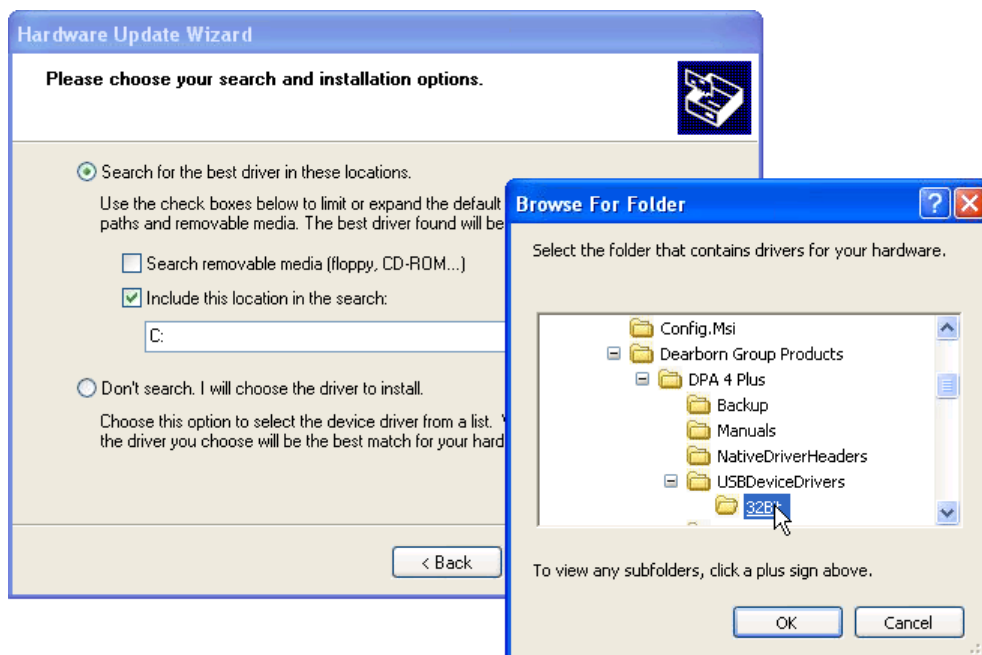 Hardware Update Wizard
Please choose your search and installation options.
Search for the best driver in these locations.
Use the check boxes below to limit or expand the default
paths and removable media. The best driver found will be
Search removable media (floppy, CD-ROM...)
Include this location in the search:
C:
Don't search. I will choose the driver to install.
Choose this option to select the device driver from a list.
the driver you choose will be the best match for your hard
< Back
Browse For Folder
Select the folder that contains drivers for your hardware.
Config.Msi
Dearborn Group Products
DPA 4 Plus
Backup
Manuals
NativeDriverHeaders
USBDeviceDrivers
32Bit
To view any subfolders, click a plus sign above.
OK
Cancel